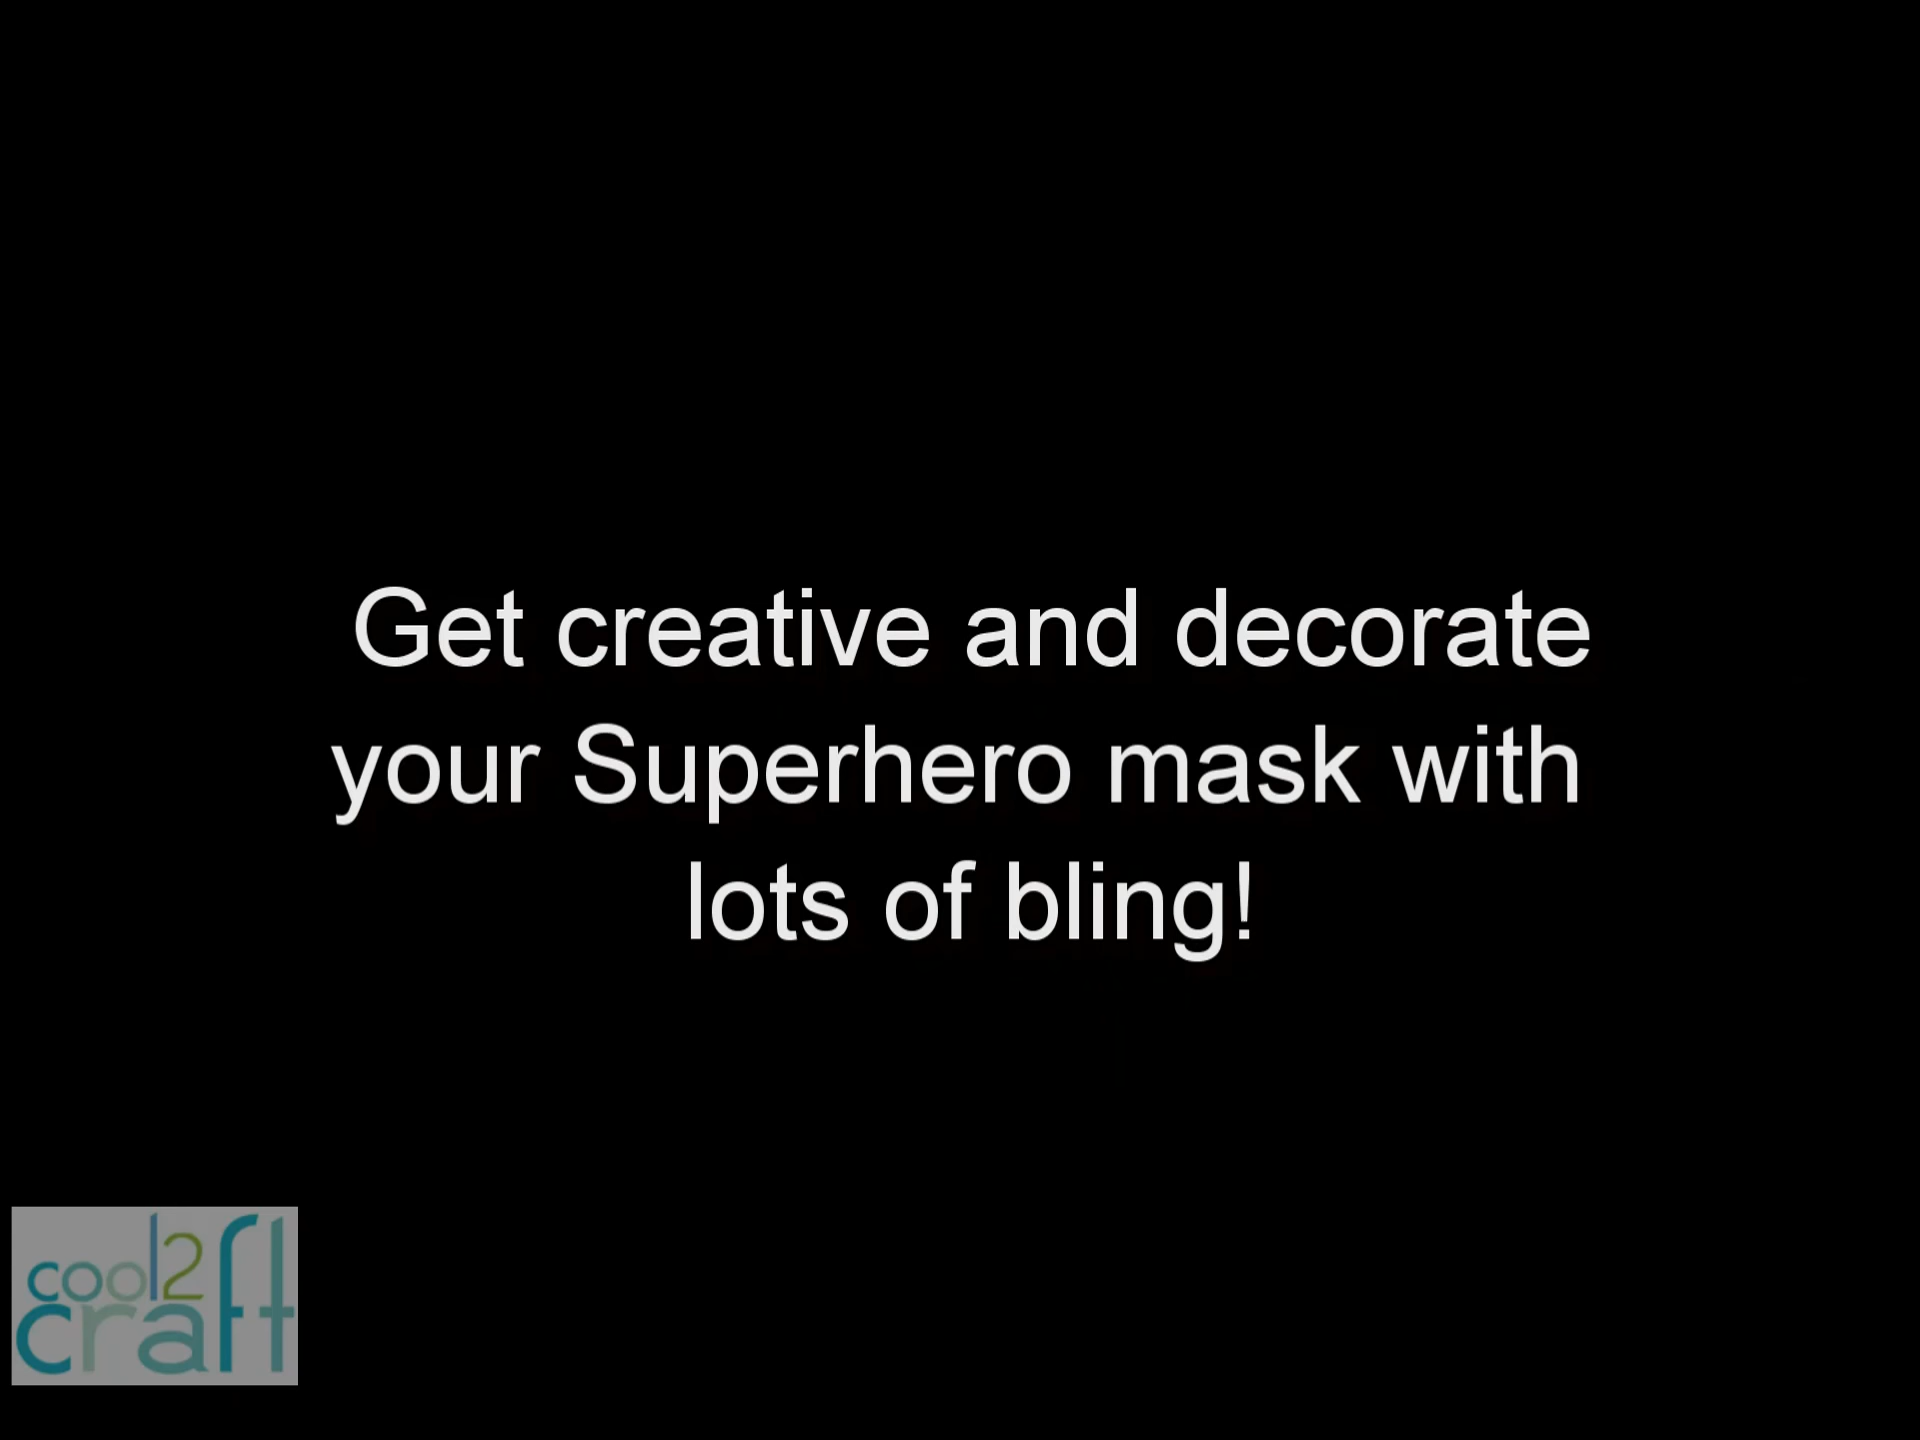 Get creative and decorate
your Superhero mask with
lots of bling!
cool2
craft